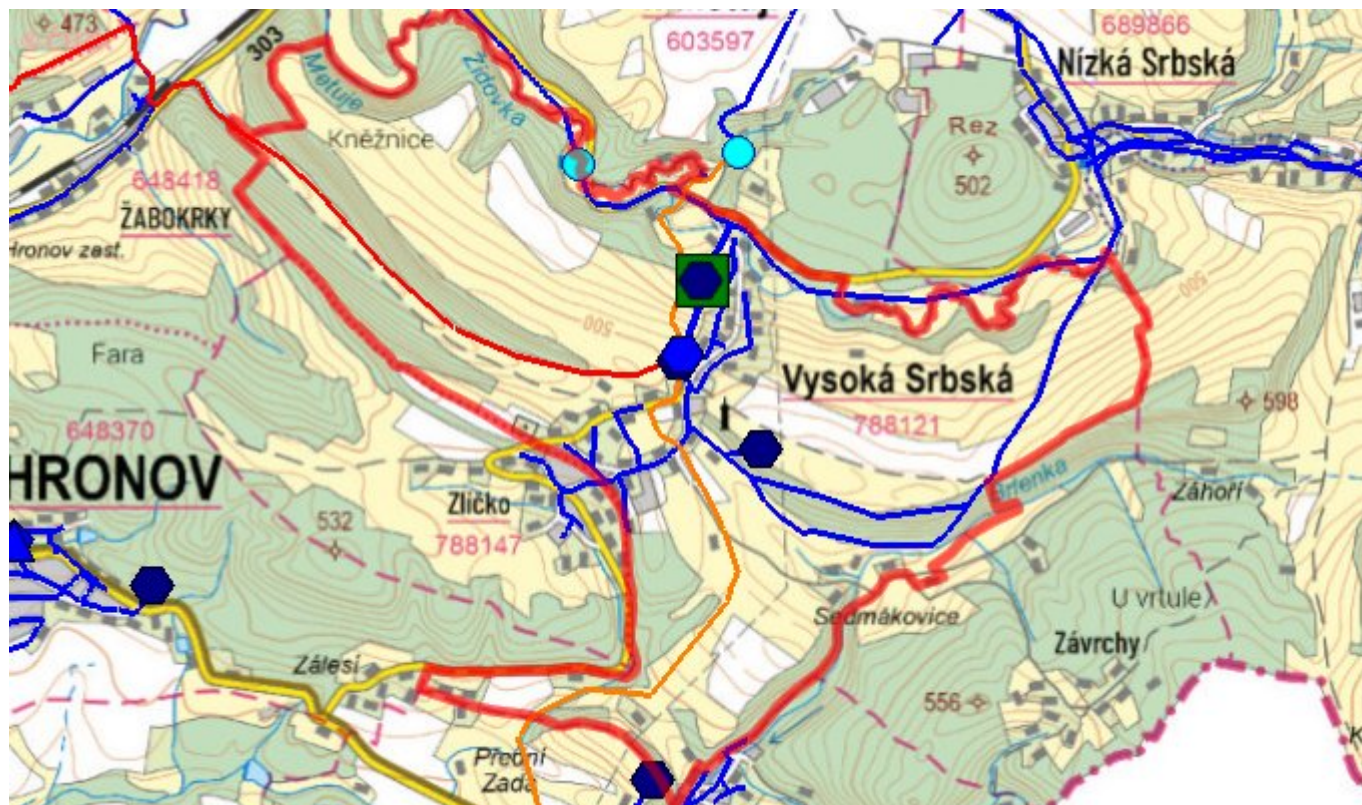 473
303
603597
689866
Nízká Srbská
Metuje
Židovka
Kněžnice
Rez
502
648418
ŽABOKRKY
Hronov zast.
500
500
Fara
Vysoká Srbská
788121
598
648370
HRONOV
Zličko
788147
532
Záhoří
Sedmákovice
U vrtule
Závrchy
Zálesí
556
Přední